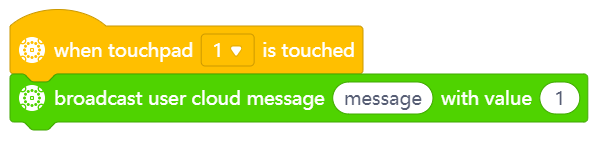 when touchpad 1 is touched
broadcast user cloud message message with value 1